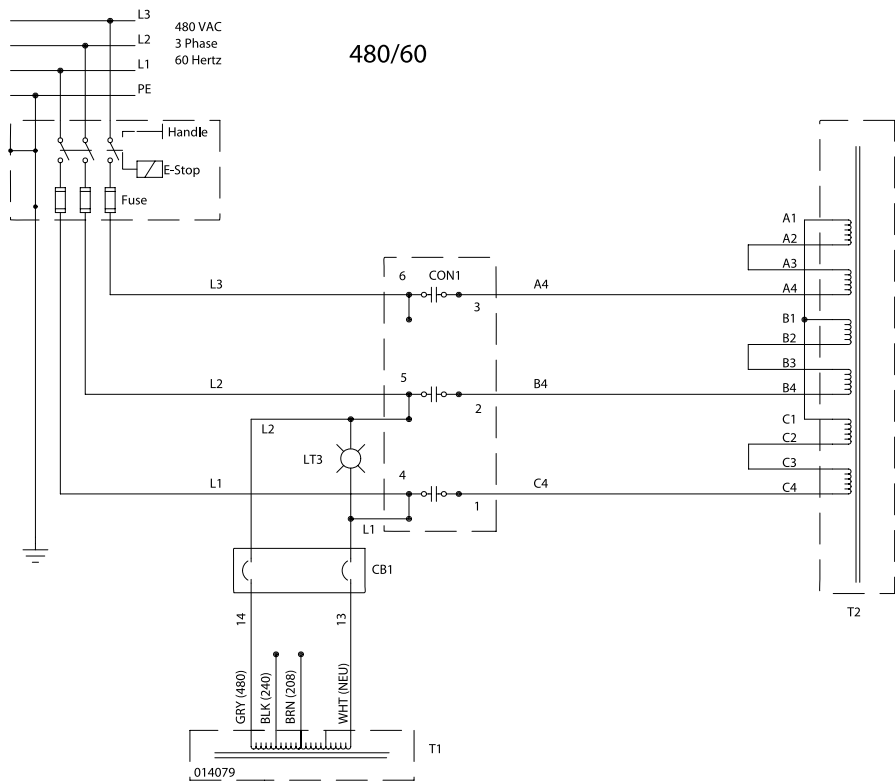 L3
480 VAC
L2
3 Phase
480/60
L1
60 Hertz
PE
Handle
E-Stop
Fuse
A1
A2
A3
L3
6
CON1
3
A4
A4
B1
B2
B3
L2
5
2
B4
B4
C1
L2
C2
LT3
C3
L1
4
1
C4
C4
L1
CB1
T2
14
13
GRY (480)
BLK (240)
BRN (208)
WHT (NEU)
T1
014079